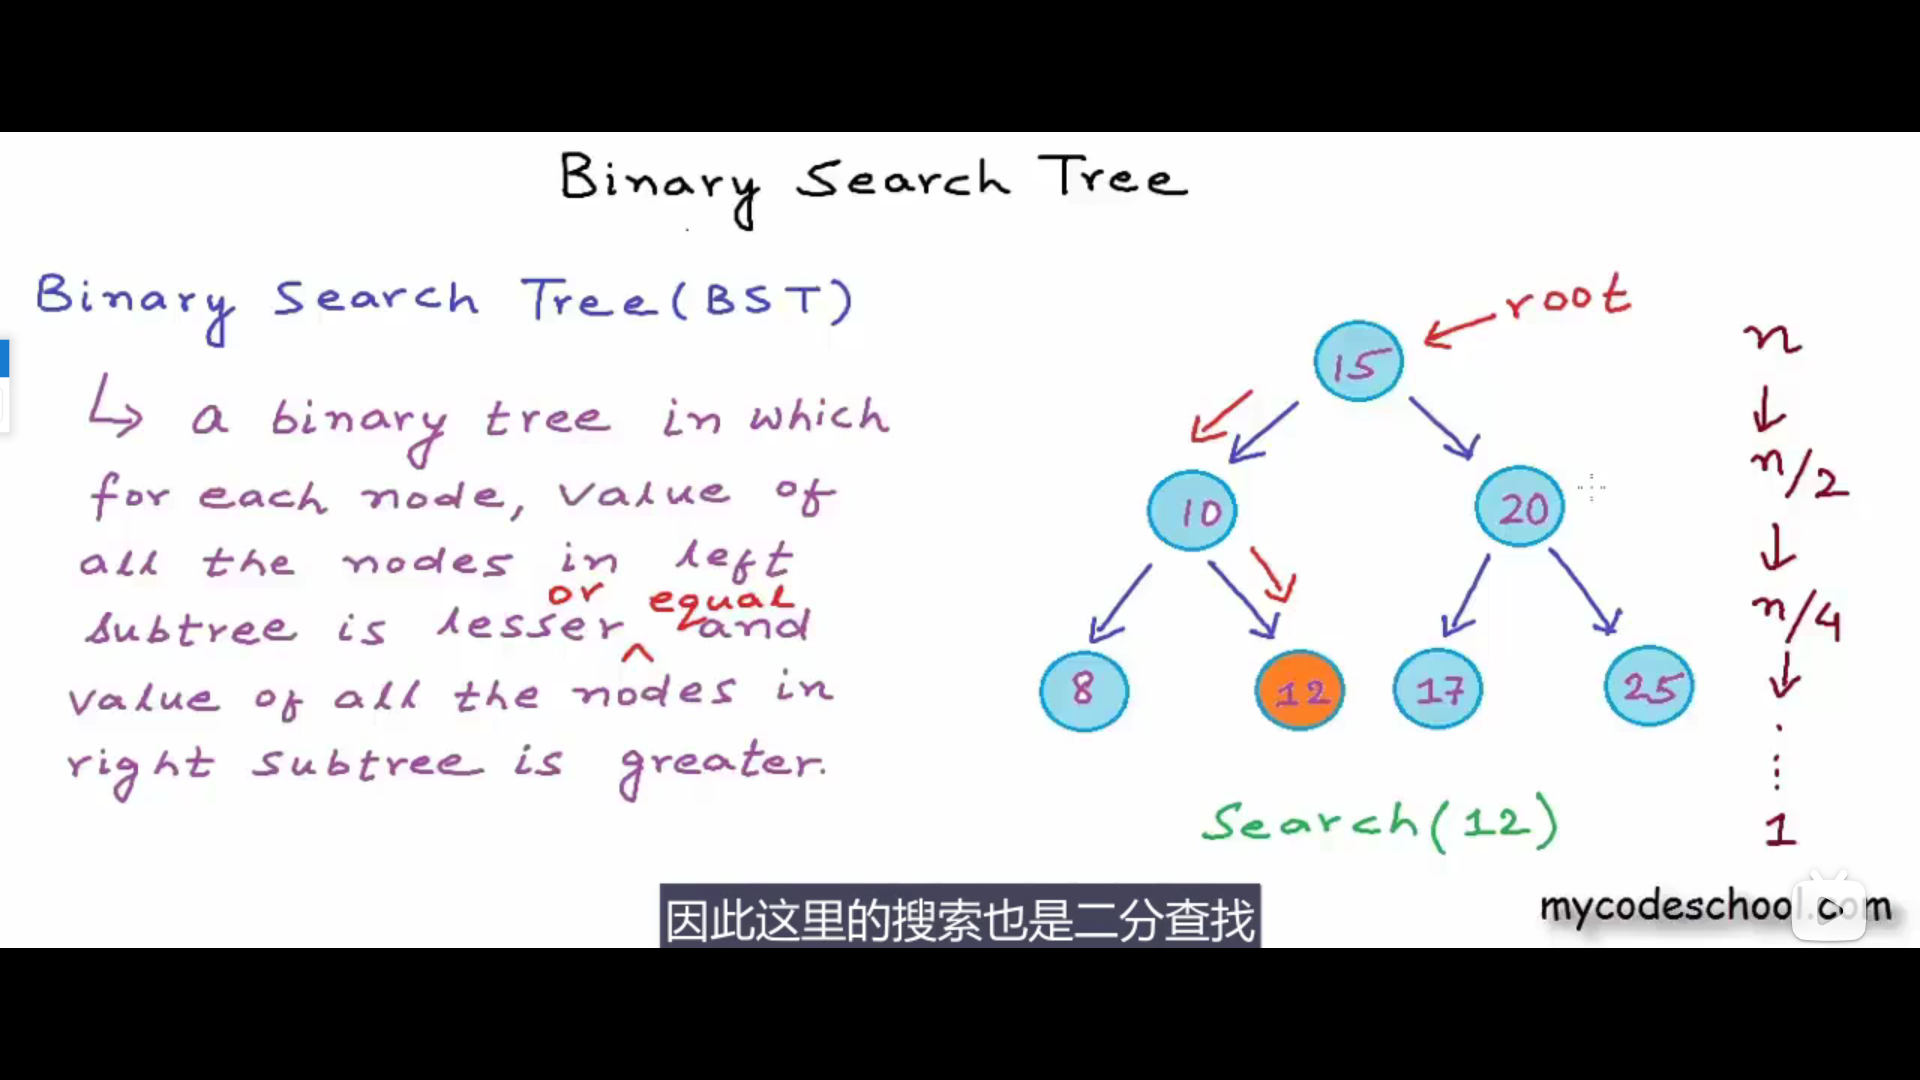 Binary Search Tree
Binary Search Tree (BST)
↳ a binary tree in which
for each node, value of
all the nodes in left
or equal
subtree is lesser ^ and
value of all the nodes in
right subtree is greater.
root
15
10
20
8
12
17
25
Search(12)
n
↓
n/2
↓
n/4
↓
⋮
1
mycodeschool.com
因此这里的搜索也是二分查找